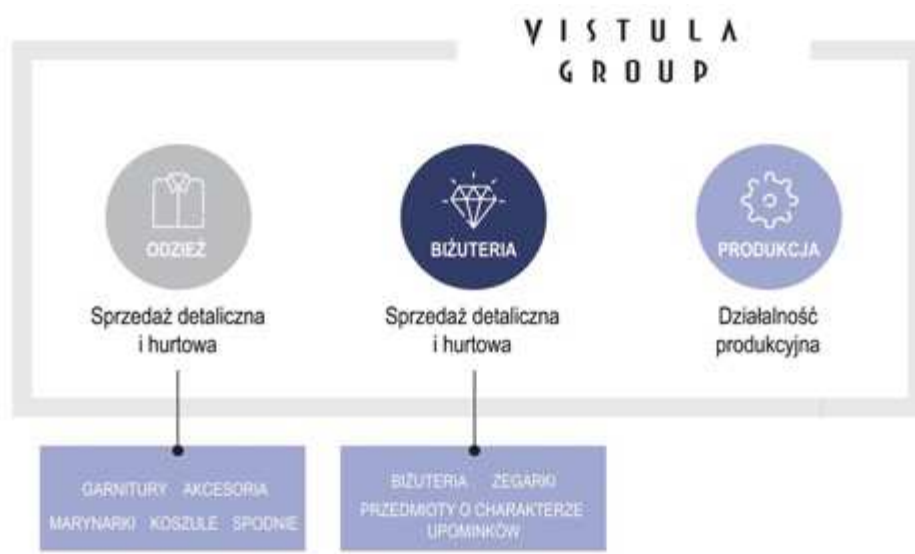 VISTULA
GROUP
ODZIEŻ
BIŻUTERIA
PRODUKCJA
Sprzedaż detaliczna
i hurtowa
Sprzedaż detaliczna
i hurtowa
Działalność
produkcyjna
GARNITURY AKCESORIA
MARYNARKI KOSZULE SPODNIE
BIŻUTERIA ZEGARKI
PRZEDMIOTY O CHARAKTERZE
UPOMINKÓW